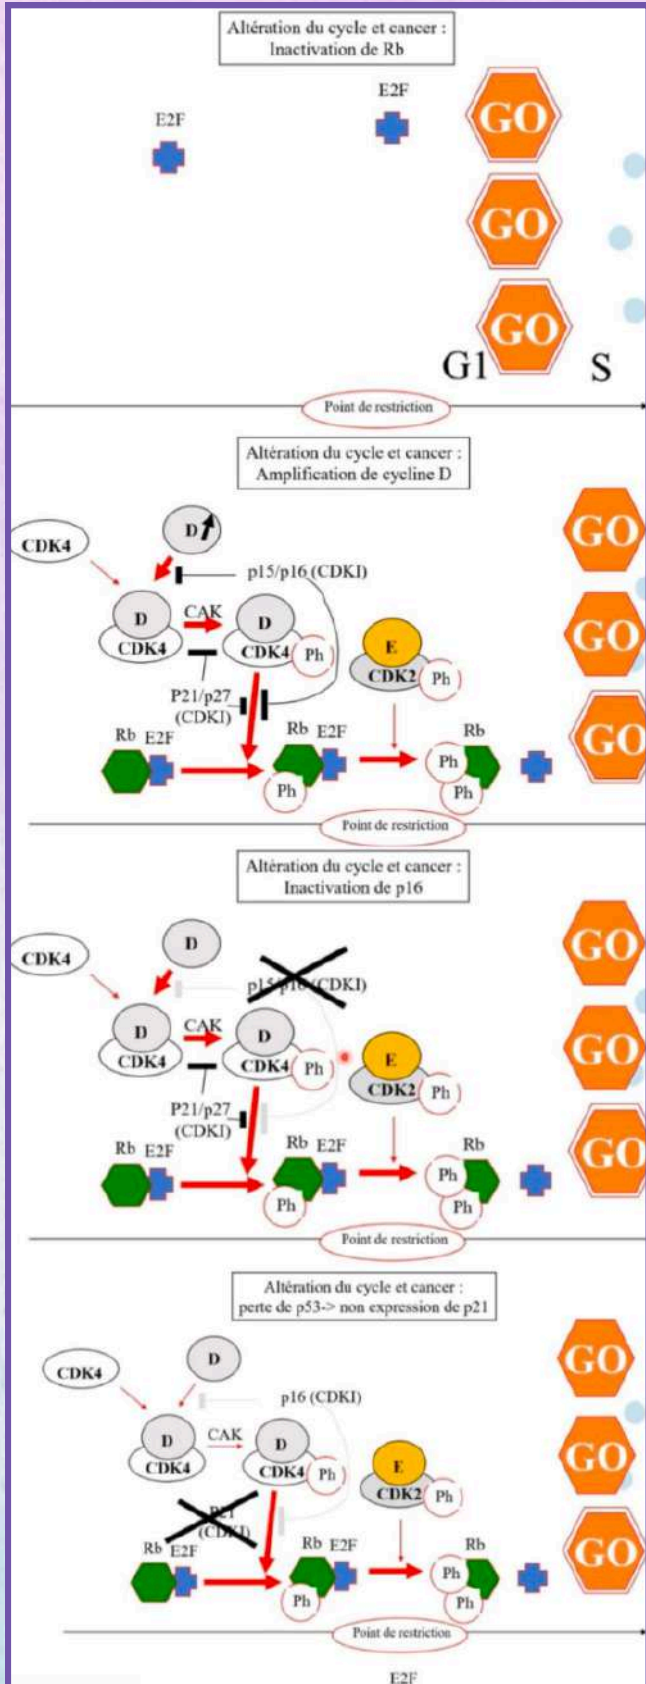 Altération du cycle et cancer :
Inactivation de Rb
E2F
E2F
GO
GO
GO
G1
S
Point de restriction
Altération du cycle et cancer :
Amplification de cycline D
D
CDK4
p15/p16 (CDKI)
GO
D
CDK4
CAK
D
CDK4
Ph
E
CDK2
Ph
GO
P21/p27
(CDKI)
Rb E2F
Rb E2F
Ph
Rb
Ph
Ph
GO
Point de restriction
Altération du cycle et cancer :
Inactivation de p16
D
CDK4
p15/p16 (CDKI)
GO
D
CDK4
CAK
D
CDK4
Ph
E
CDK2
Ph
GO
P21/p27
(CDKI)
Rb E2F
Rb E2F
Ph
Rb
Ph
Ph
GO
Point de restriction
Altération du cycle et cancer :
perte de p53-> non expression de p21
D
CDK4
p16 (CDKI)
GO
D
CDK4
CAK
D
CDK4
Ph
E
CDK2
Ph
GO
P21
(CDKI)
Rb E2F
Rb E2F
Ph
Rb
Ph
Ph
GO
Point de restriction
E2F